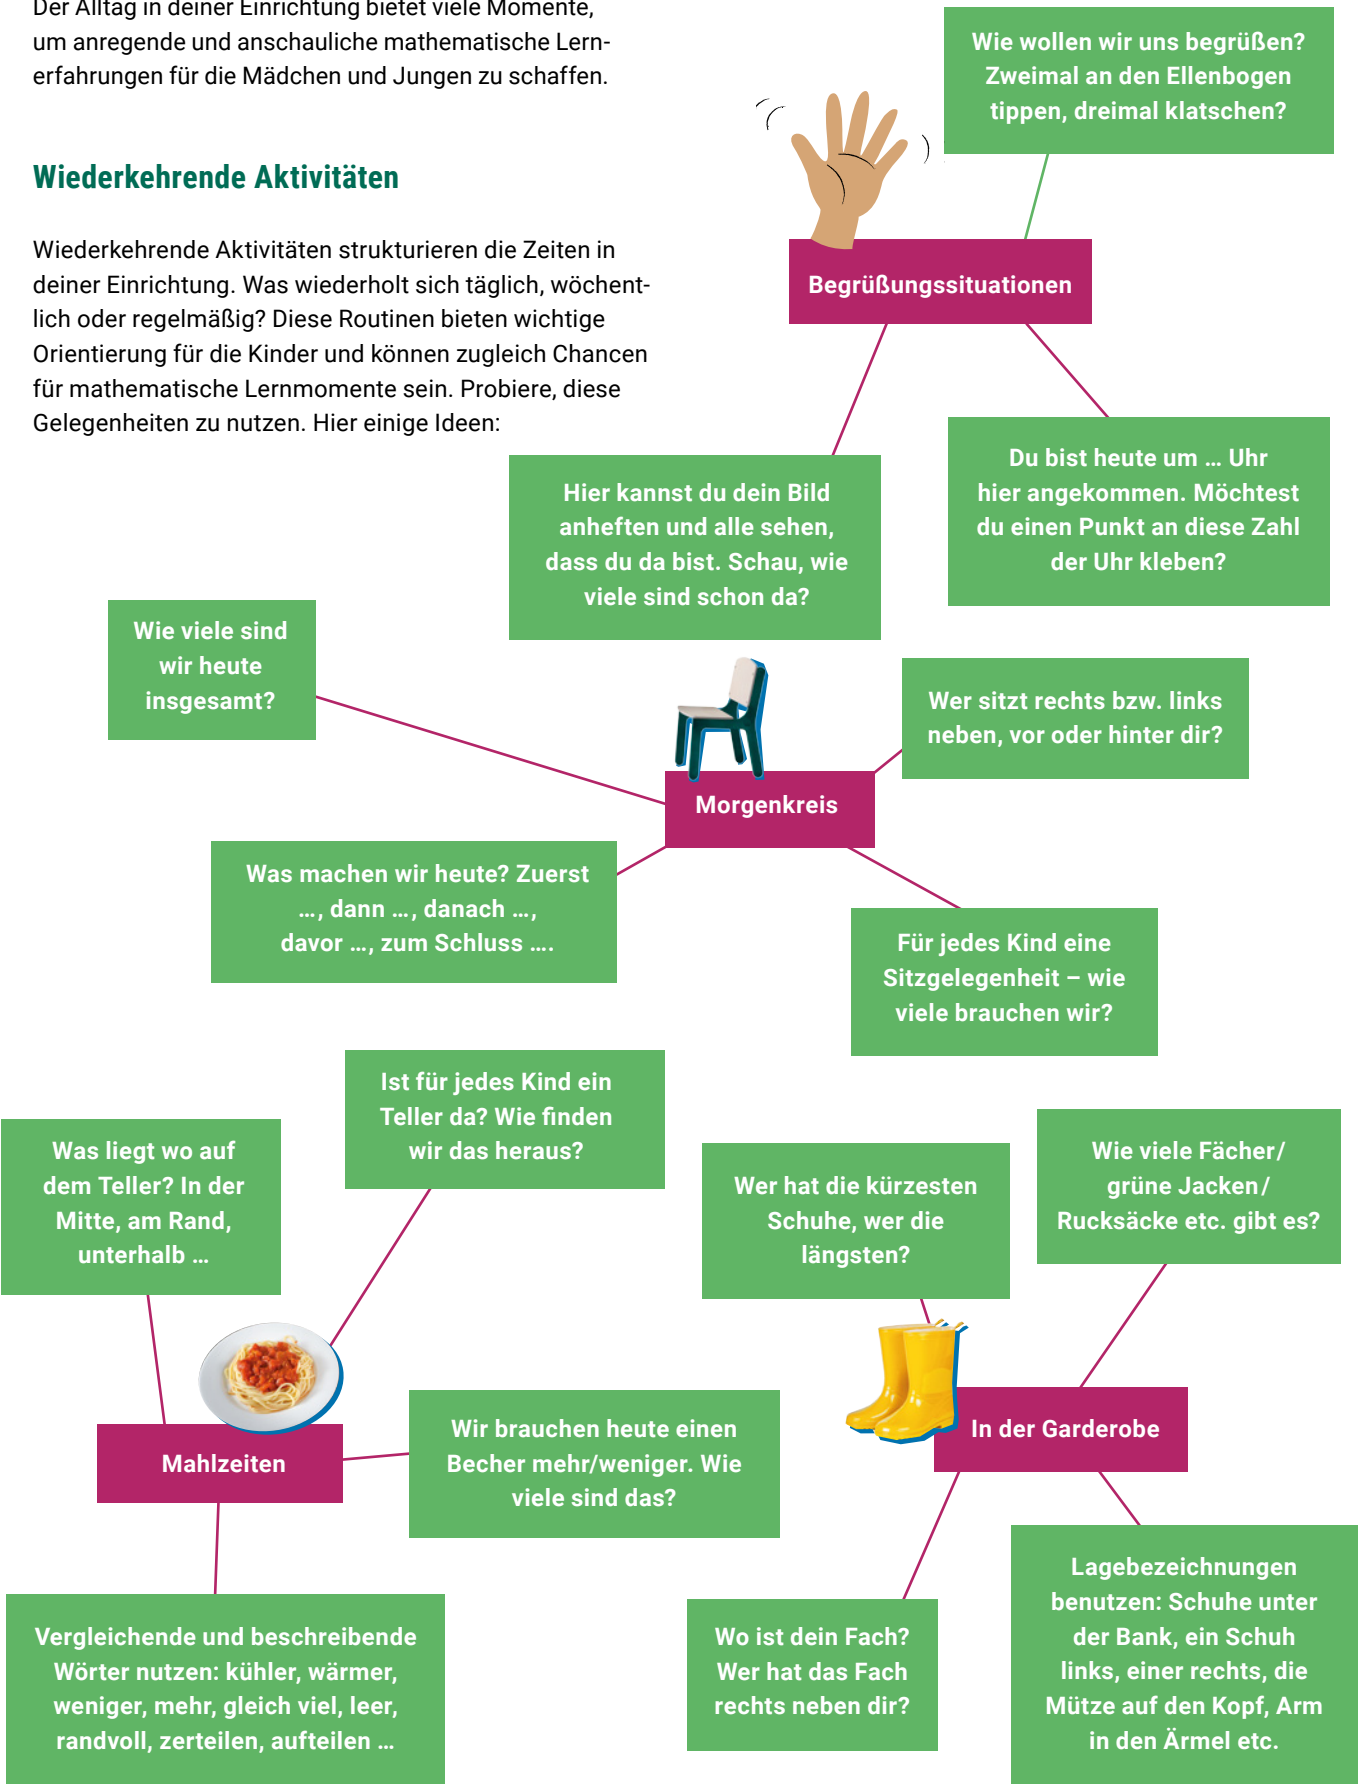 Der Alltag in deiner Einrichtung bietet viele Momente,
um anregende und anschauliche mathematische Lern-
erfahrungen für die Mädchen und Jungen zu schaffen.
Wiederkehrende Aktivitäten
Wiederkehrende Aktivitäten strukturieren die Zeiten in
deiner Einrichtung. Was wiederholt sich täglich, wöchent-
lich oder regelmäßig? Diese Routinen bieten wichtige
Orientierung für die Kinder und können zugleich Chancen
für mathematische Lernmomente sein. Probiere, diese
Gelegenheiten zu nutzen. Hier einige Ideen:
Wie wollen wir uns begrüßen?
Zweimal an den Ellenbogen
tippen, dreimal klatschen?
Begrüßungssituationen
Hier kannst du dein Bild
anheften und alle sehen,
dass du da bist. Schau, wie
viele sind schon da?
Du bist heute um … Uhr
hier angekommen. Möchtest
du einen Punkt an diese Zahl
der Uhr kleben?
Wie viele sind
wir heute
insgesamt?
Wer sitzt rechts bzw. links
neben, vor oder hinter dir?
Morgenkreis
Was machen wir heute? Zuerst
…, dann …, danach …,
davor …, zum Schluss ….
Für jedes Kind eine
Sitzgelegenheit – wie
viele brauchen wir?
Ist für jedes Kind ein
Teller da? Wie finden
wir das heraus?
Was liegt wo auf
dem Teller? In der
Mitte, am Rand,
unterhalb …
Mahlzeiten
Wir brauchen heute einen
Becher mehr/weniger. Wie
viele sind das?
Vergleichende und beschreibende
Wörter nutzen: kühler, wärmer,
weniger, mehr, gleich viel, leer,
randvoll, zerteilen, aufteilen …
Wer hat die kürzesten
Schuhe, wer die
längsten?
Wie viele Fächer/
grüne Jacken/
Rucksäcke etc. gibt es?
In der Garderobe
Wo ist dein Fach?
Wer hat das Fach
rechts neben dir?
Lagebezeichnungen
benutzen: Schuhe unter
der Bank, ein Schuh
links, einer rechts, die
Mütze auf den Kopf, Arm
in den Ärmel etc.